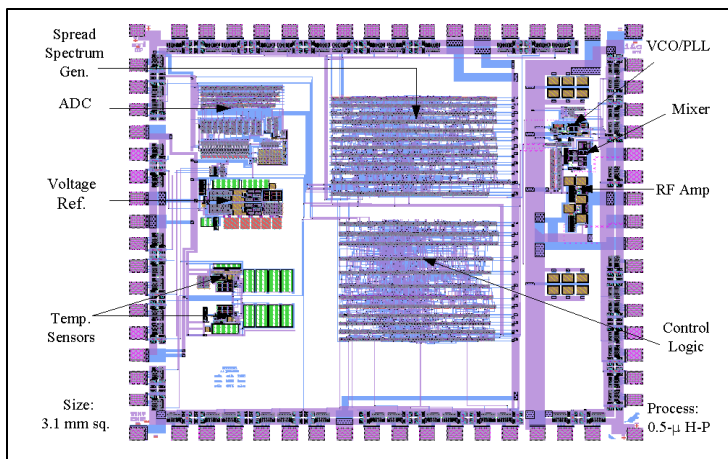 Spread
Spectrum
Gen.
ADC
Voltage
Ref.
Temp.
Sensors
Size:
3.1 mm sq.
VCO/PLL
Mixer
RF Amp
Control
Logic
Process:
0.5-μ H-P